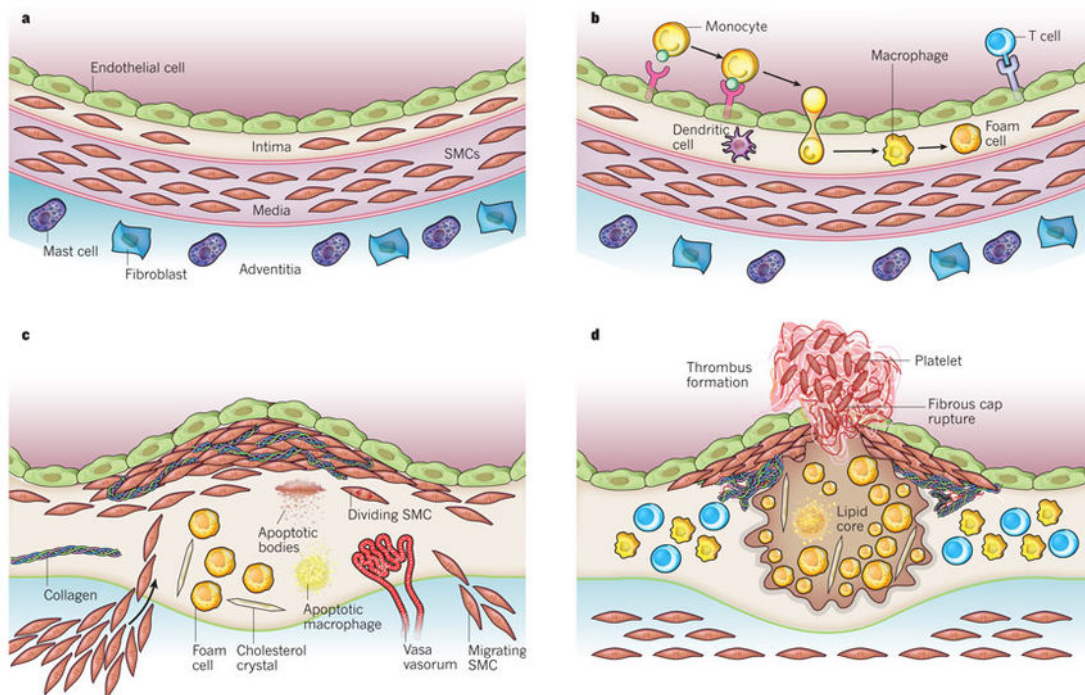 a
Endothelial cell
Intima
SMCs
Media
Mast cell
Fibroblast
Adventitia
b
Monocyte
T cell
Macrophage
Dendritic
cell
Foam
cell
c
Apoptotic
bodies
Dividing SMC
Collagen
Apoptotic
macrophage
Foam
cell
Cholesterol
crystal
Vasa
vasorum
Migrating
SMC
d
Thrombus
formation
Platelet
Fibrous cap
rupture
Lipid
core